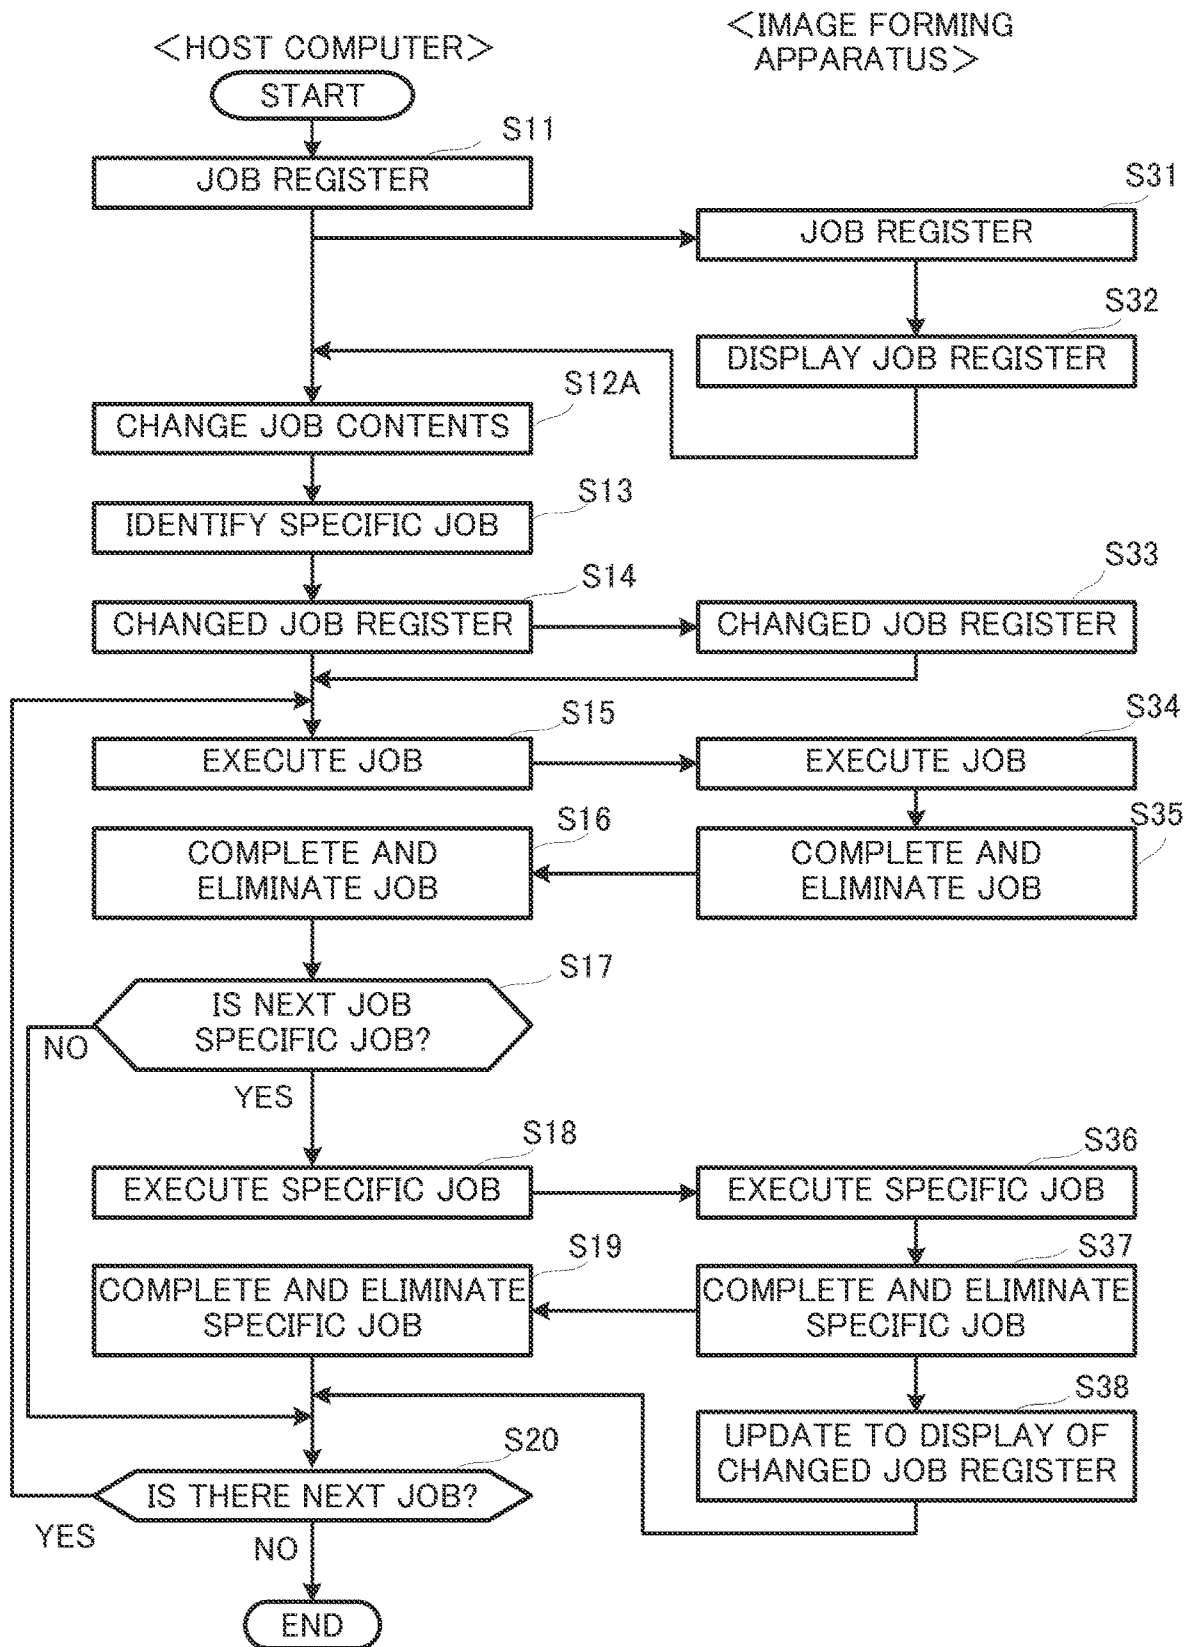 <HOST COMPUTER>
<IMAGE FORMING
APPARATUS>
START
S11
JOB REGISTER
S31
JOB REGISTER
S32
DISPLAY JOB REGISTER
S12A
CHANGE JOB CONTENTS
S13
IDENTIFY SPECIFIC JOB
S14
CHANGED JOB REGISTER
S33
CHANGED JOB REGISTER
S15
EXECUTE JOB
S34
EXECUTE JOB
S16
COMPLETE AND
ELIMINATE JOB
S35
COMPLETE AND
ELIMINATE JOB
S17
IS NEXT JOB
SPECIFIC JOB?
NO
YES
S18
EXECUTE SPECIFIC JOB
S36
EXECUTE SPECIFIC JOB
S19
COMPLETE AND ELIMINATE
SPECIFIC JOB
S37
COMPLETE AND ELIMINATE
SPECIFIC JOB
S38
UPDATE TO DISPLAY OF
CHANGED JOB REGISTER
S20
IS THERE NEXT JOB?
YES
NO
END